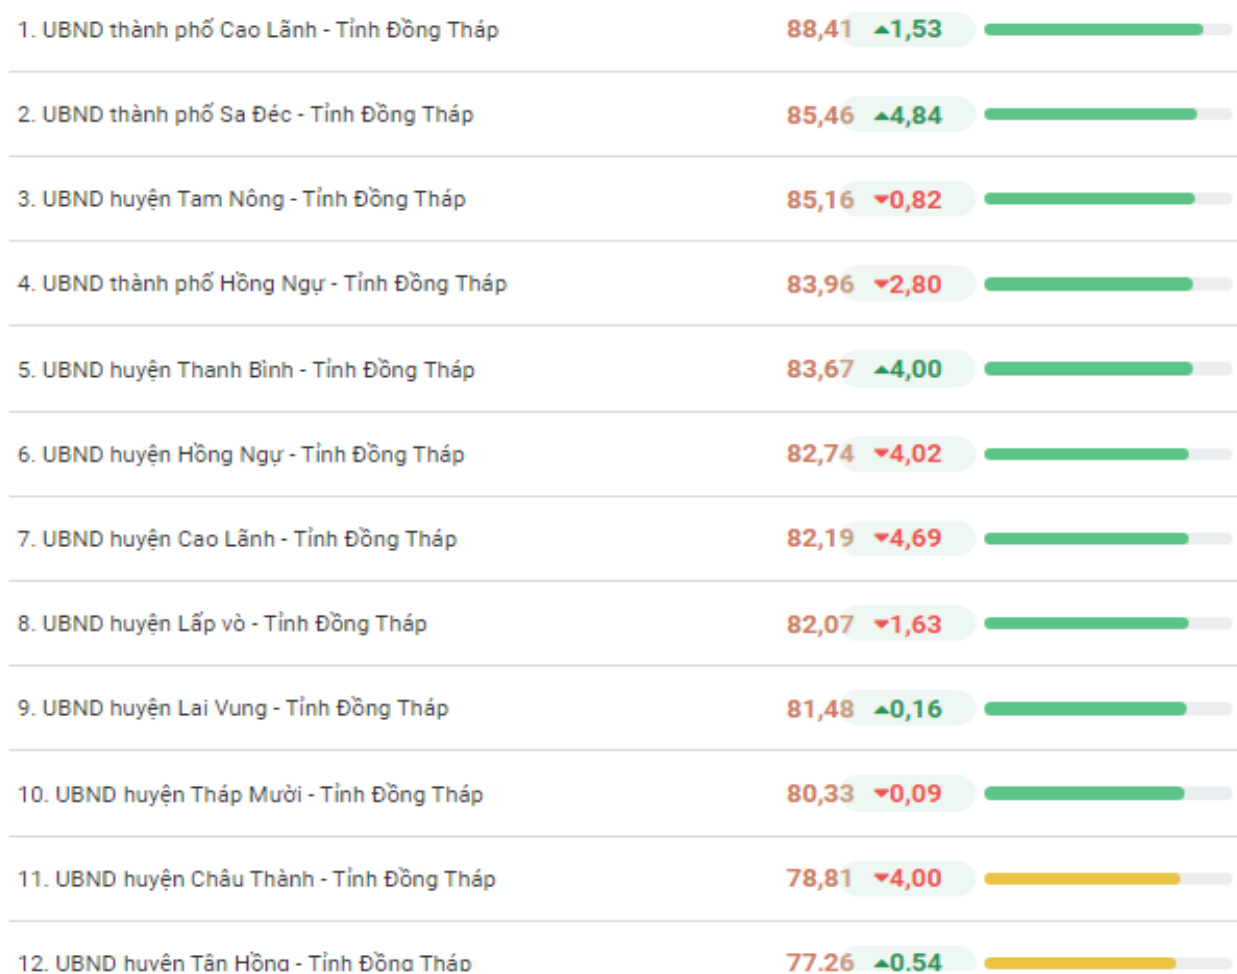 1. UBND thành phố Cao Lãnh - Tỉnh Đồng Tháp 88,41 ▲1,53
2. UBND thành phố Sa Đéc - Tỉnh Đồng Tháp 85,46 ▲4,84
3. UBND huyện Tam Nông - Tỉnh Đồng Tháp 85,16 ▼0,82
4. UBND thành phố Hồng Ngự - Tỉnh Đồng Tháp 83,96 ▼2,80
5. UBND huyện Thanh Bình - Tỉnh Đồng Tháp 83,67 ▲4,00
6. UBND huyện Hồng Ngự - Tỉnh Đồng Tháp 82,74 ▼4,02
7. UBND huyện Cao Lãnh - Tỉnh Đồng Tháp 82,19 ▼4,69
8. UBND huyện Lấp vò - Tỉnh Đồng Tháp 82,07 ▼1,63
9. UBND huyện Lai Vung - Tỉnh Đồng Tháp 81,48 ▲0,16
10. UBND huyện Tháp Mười - Tỉnh Đồng Tháp 80,33 ▼0,09
11. UBND huyện Châu Thành - Tỉnh Đồng Tháp 78,81 ▼4,00
12. UBND huyện Tân Hồng - Tỉnh Đồng Tháp 77,26 ▲0,54